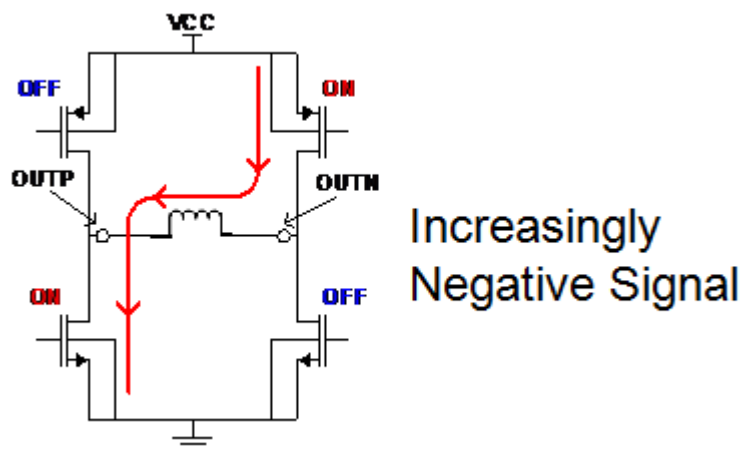 VCC
OFF
ON
OUTP
OUTN
Increasingly
Negative Signal
ON
OFF